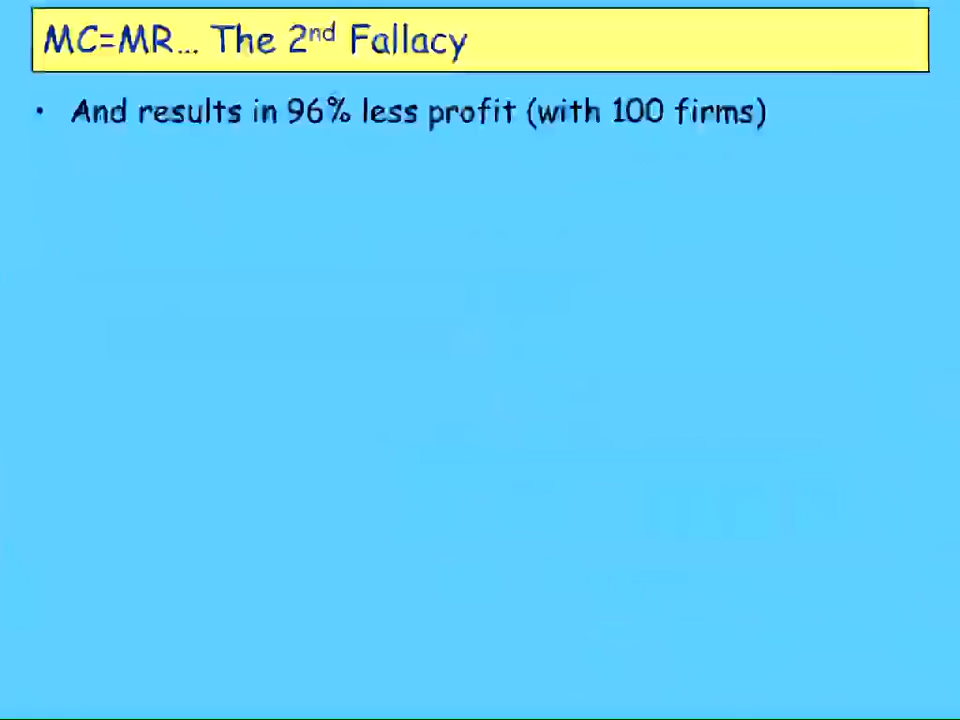 MC=MR... The 2nd Fallacy
• And results in 96% less profit (with 100 firms)